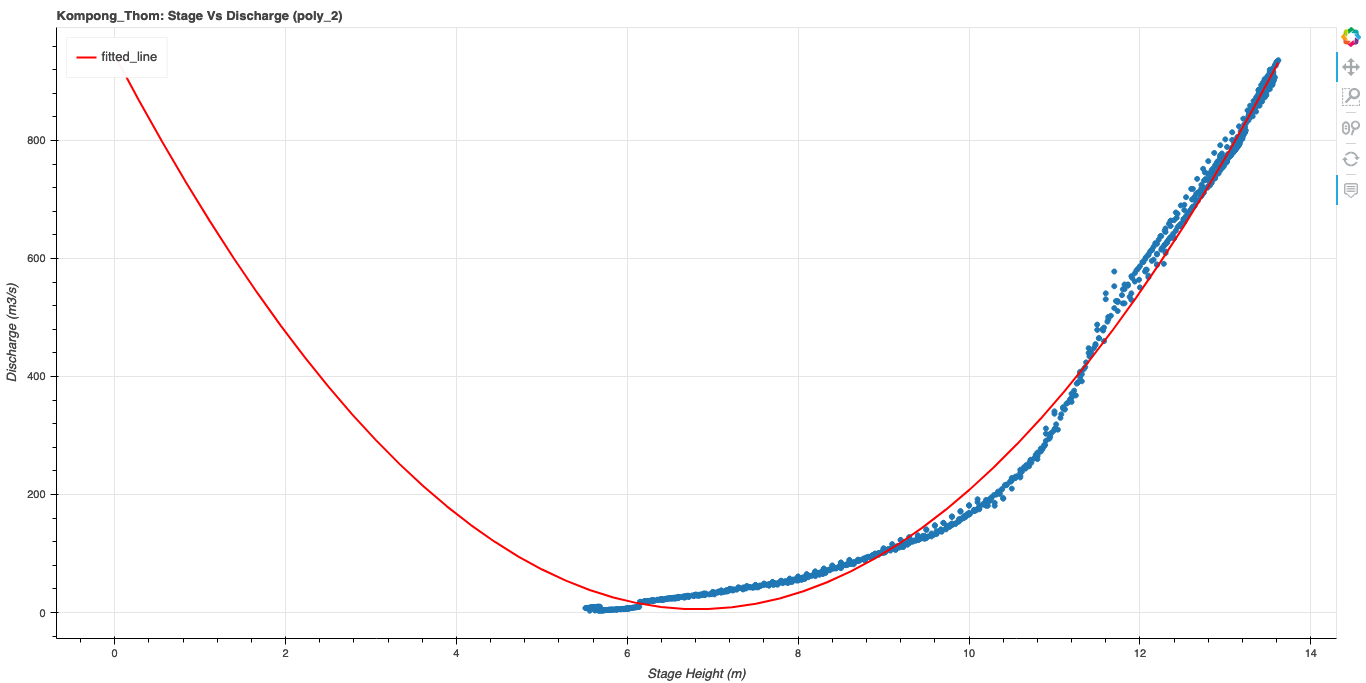 Kompong_Thom: Stage Vs Discharge (poly_2)
fitted_line
Discharge (m3/s)
800
600
400
200
0
0 2 4 6 8 10 12 14
Stage Height (m)